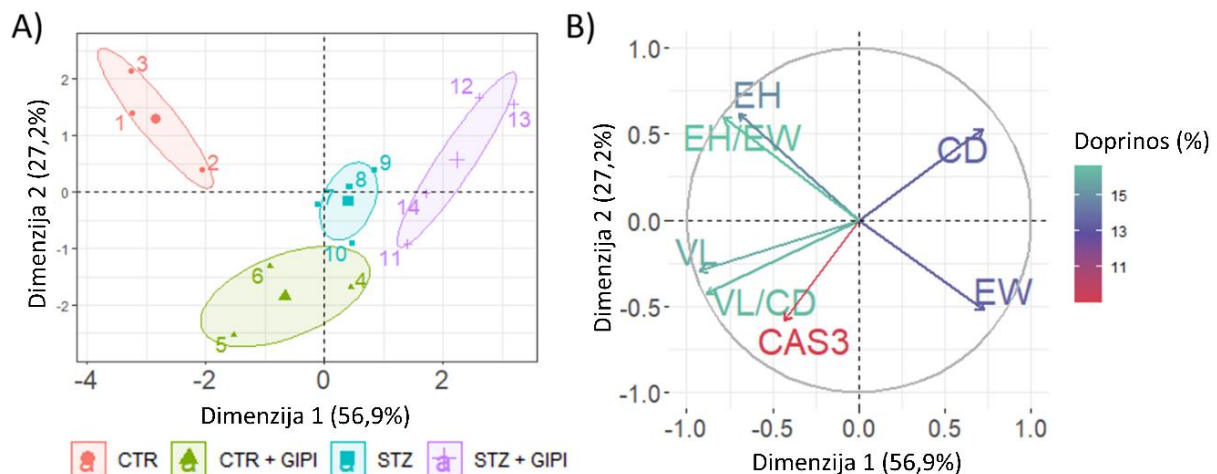 A)
Dimenzija 2 (27,2%)
2
1
0
-1
-2
3
1
2
12
13
9
8
7
14
10
11
6
4
5
-4
-2
0
2
Dimenzija 1 (56,9%)
a CTR
a CTR + GIPI
a STZ
a STZ + GIPI
B)
Dimenzija 2 (27,2%)
1.0
0.5
0.0
-0.5
-1.0
EH
EH/EW
CD
VL
VL/CD
EW
CAS3
-1.0
-0.5
0.0
0.5
1.0
Dimenzija 1 (56,9%)
Doprinos (%)
15
13
11